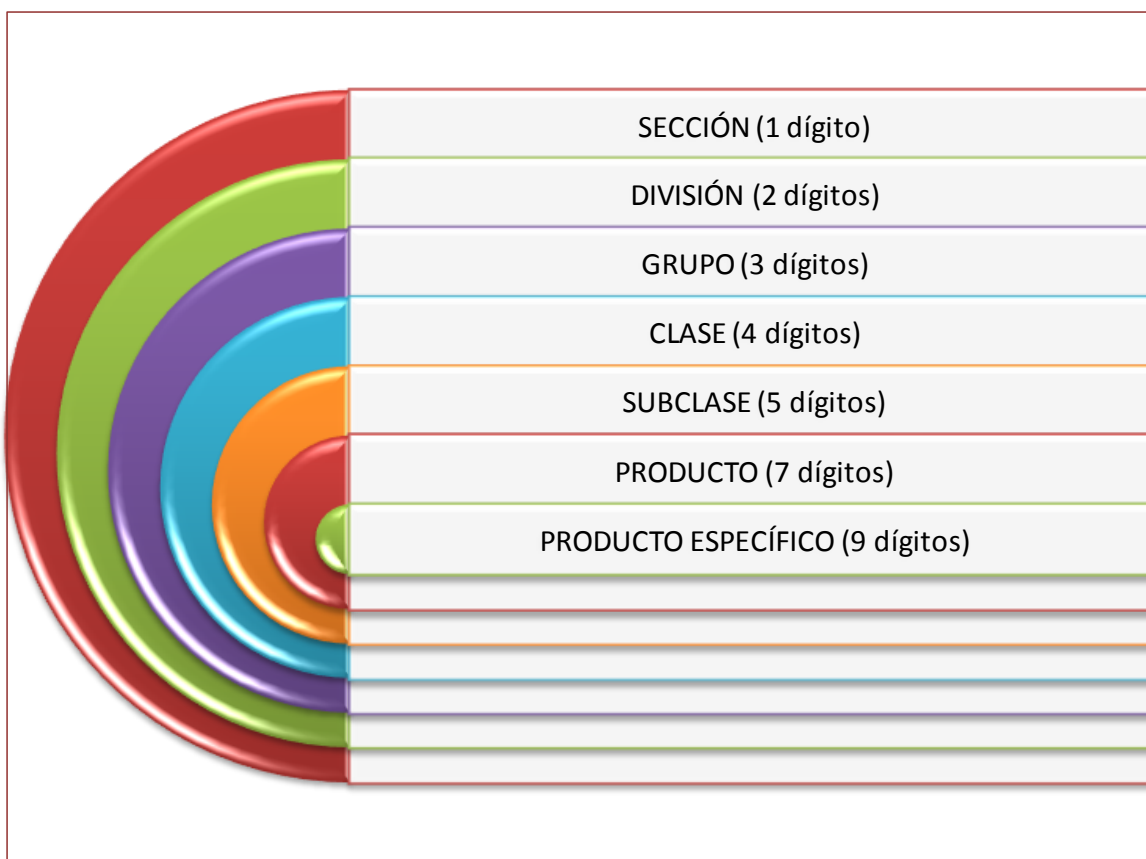 SECCIÓN (1 dígito)
DIVISIÓN (2 dígitos)
GRUPO (3 dígitos)
CLASE (4 dígitos)
SUBCLASE (5 dígitos)
PRODUCTO (7 dígitos)
PRODUCTO ESPECÍFICO (9 dígitos)